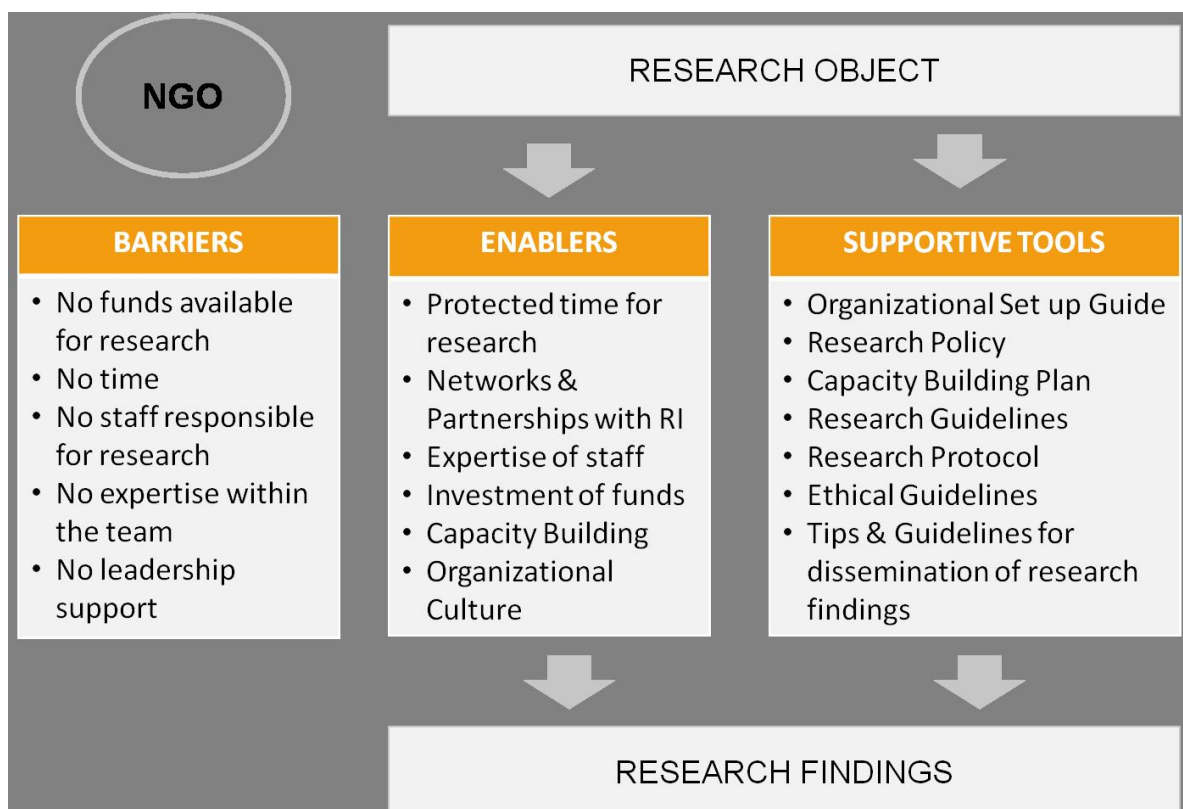 NGO
RESEARCH OBJECT
BARRIERS
• No funds available
for research
• No time
• No staff responsible
for research
• No expertise within
the team
• No leadership
support
ENABLERS
• Protected time for
research
• Networks &
Partnerships with RI
• Expertise of staff
• Investment of funds
• Capacity Building
• Organizational
Culture
SUPPORTIVE TOOLS
• Organizational Set up Guide
• Research Policy
• Capacity Building Plan
• Research Guidelines
• Research Protocol
• Ethical Guidelines
• Tips & Guidelines for
dissemination of research
findings
RESEARCH FINDINGS